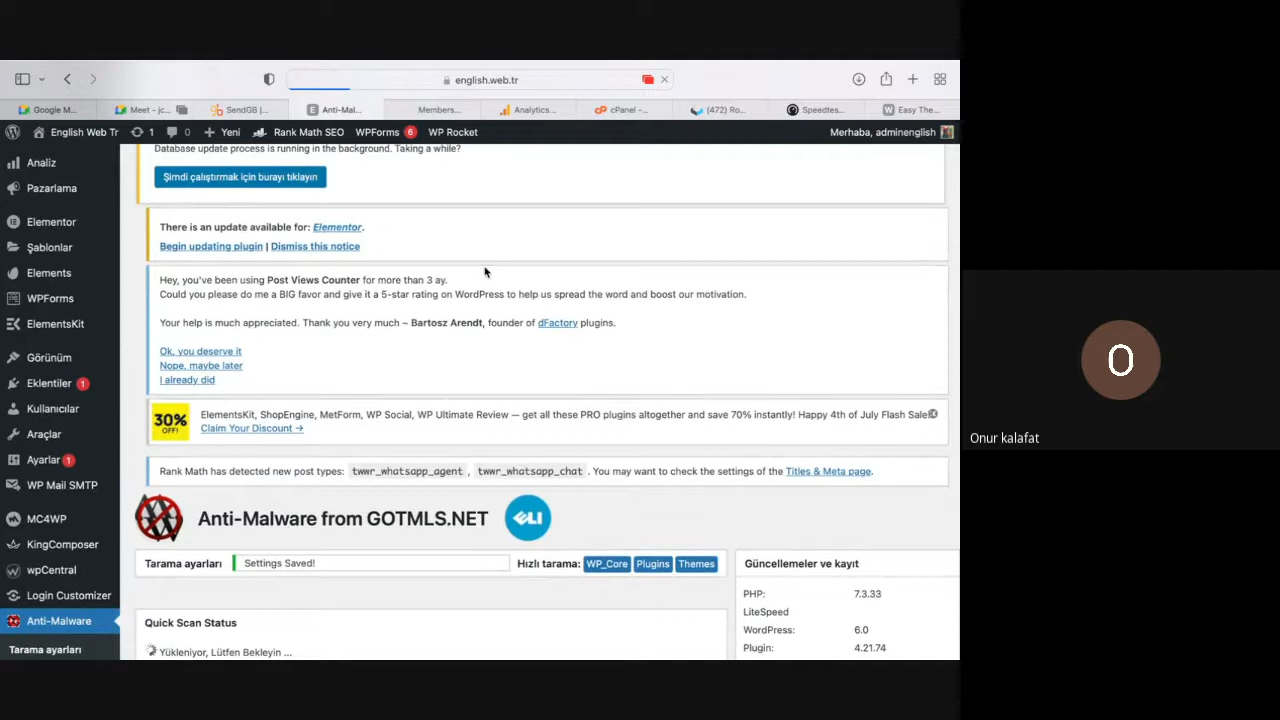 english.web.tr
Google M...
Meet – jc...
SendGB |...
Anti-Mal...
Members...
Analytics...
cPanel -...
(472) Ro...
Speedtes...
Easy The...
English Web Tr
1
0
Yeni
Rank Math SEO
WPForms 6
WP Rocket
Merhaba, adminenglish
Analiz
Pazarlama
Elementor
Şablonlar
Elements
WPForms
ElementsKit
Görünüm
Eklentiler 1
Kullanıcılar
Araçlar
Ayarlar 1
WP Mail SMTP
MC4WP
KingComposer
wpCentral
Login Customizer
Anti-Malware
Tarama ayarları
Database update process is running in the background. Taking a while?
Şimdi çalıştırmak için burayı tıklayın
There is an update available for: Elementor.
Begin updating plugin | Dismiss this notice
Hey, you've been using Post Views Counter for more than 3 ay.
Could you please do me a BIG favor and give it a 5-star rating on WordPress to help us spread the word and boost our motivation.
Your help is much appreciated. Thank you very much ~ Bartosz Arendt, founder of dFactory plugins.
Ok, you deserve it
Nope, maybe later
I already did
30%
OFF!
ElementsKit, ShopEngine, MetForm, WP Social, WP Ultimate Review — get all these PRO plugins altogether and save 70% instantly! Happy 4th of July Flash Sale!
Claim Your Discount →
Rank Math has detected new post types: twwr_whatsapp_agent , twwr_whatsapp_chat . You may want to check the settings of the Titles & Meta page.
Anti-Malware from GOTMLS.NET
ELI
Tarama ayarları
Settings Saved!
Hızlı tarama: WP_Core Plugins Themes
Güncellemeler ve kayıt
Quick Scan Status
Yükleniyor, Lütfen Bekleyin ...
PHP: 7.3.33
LiteSpeed
WordPress: 6.0
Plugin: 4.21.74
O
Onur kalafat